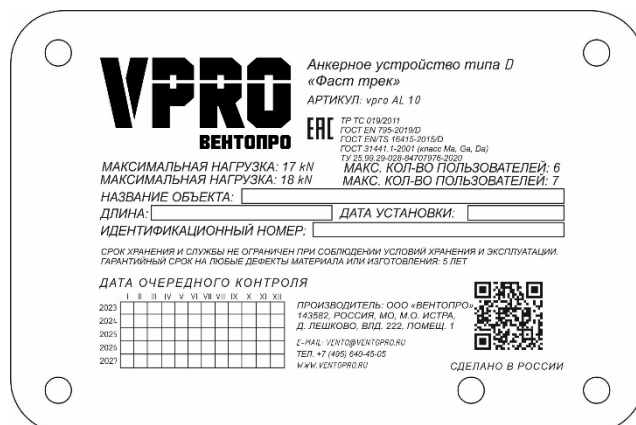 VPRO
ВЕНТОПРО
Анкерное устройство типа D
«Фаст трек»
АРТИКУЛ: vpro AL 10
EAC
ТР ТС 019/2011
ГОСТ EN 795-2019/D
ГОСТ EN/TS 16415-2015/D
ГОСТ 31441.1-2001 (класс Ma, Ga, Da)
ТУ 25.99.29-028-84707976-2020
МАКСИМАЛЬНАЯ НАГРУЗКА: 17 kN МАКС. КОЛ-ВО ПОЛЬЗОВАТЕЛЕЙ: 6
МАКСИМАЛЬНАЯ НАГРУЗКА: 18 kN МАКС. КОЛ-ВО ПОЛЬЗОВАТЕЛЕЙ: 7
НАЗВАНИЕ ОБЪЕКТА:
ДЛИНА: ДАТА УСТАНОВКИ:
ИДЕНТИФИКАЦИОННЫЙ НОМЕР:
СРОК ХРАНЕНИЯ И СЛУЖБЫ НЕ ОГРАНИЧЕН ПРИ СОБЛЮДЕНИИ УСЛОВИЙ ХРАНЕНИЯ И ЭКСПЛУАТАЦИИ.
ГАРАНТИЙНЫЙ СРОК НА ЛЮБЫЕ ДЕФЕКТЫ МАТЕРИАЛА ИЛИ ИЗГОТОВЛЕНИЯ: 5 ЛЕТ
ДАТА ОЧЕРЕДНОГО КОНТРОЛЯ
I II III IV V VI VII VIII IX X XI XII
2023
2024
2025
2026
2027
ПРОИЗВОДИТЕЛЬ: ООО «ВЕНТОПРО»
143582, РОССИЯ, МО, М.О. ИСТРА,
Д. ЛЕШКОВО, ВЛД. 222, ПОМЕЩ. 1
E-MAIL: VENTO@VENTOPRO.RU
ТЕЛ. +7 (495) 640-45-05
WWW.VENTOPRO.RU
СДЕЛАНО В РОССИИ